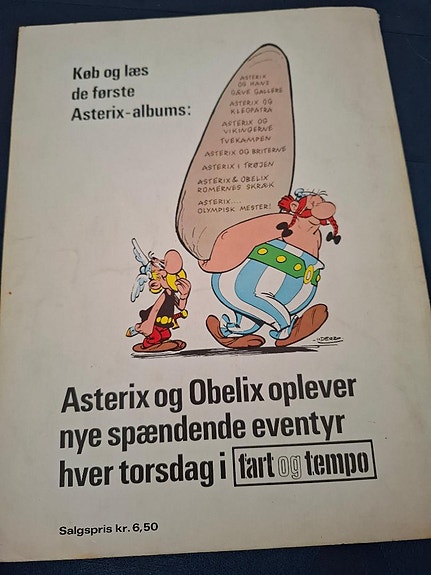 Køb og læs
de første
Asterix-albums:
ASTERIX
OG HANS
GÆVE GALLERE
ASTERIX OG
KLEOPATRA
ASTERIX OG
VIKINGERNE
TVEKAMPEN
ASTERIX OG BRITERNE
ASTERIX I TRØJEN
ASTERIX & OBELIX
ROMERNES SKRÆK
ASTERIX...
OLYMPISK MESTER!
-UDERZO-
Asterix og Obelix oplever
nye spændende eventyr
hver torsdag i fart og tempo
Salgspris kr. 6,50